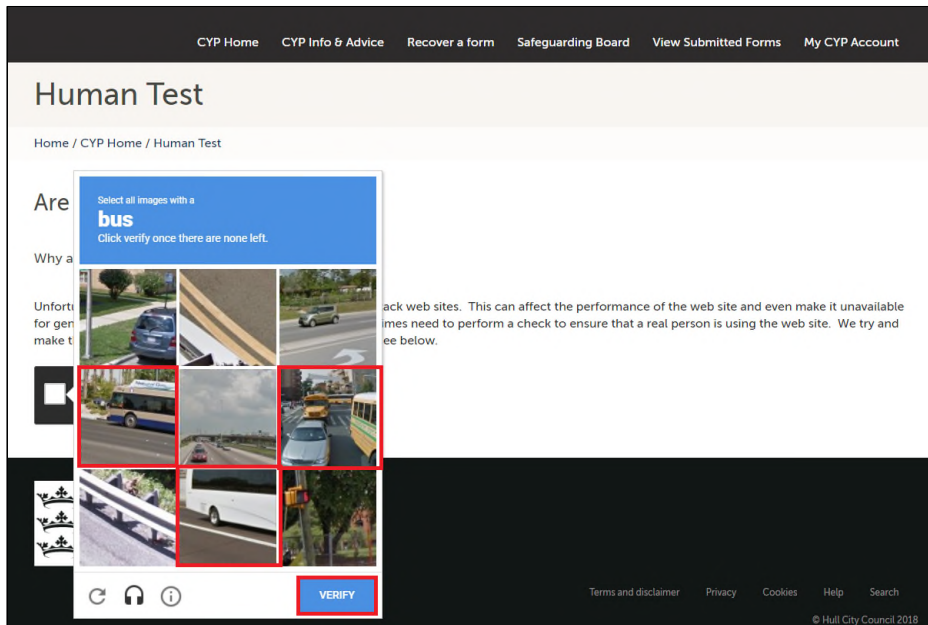 CYP Home CYP Info & Advice Recover a form Safeguarding Board View Submitted Forms My CYP Account
Human Test
Home / CYP Home / Human Test
Are
Select all images with a
bus
Click verify once there are none left.
Why a
Unfort ack web sites. This can affect the performance of the web site and even make it unavailable
for gen imes need to perform a check to ensure that a real person is using the web site. We try and
make t ee below.
VERIFY
Terms and disclaimer Privacy Cookies Help Search
© Hull City Council 2018